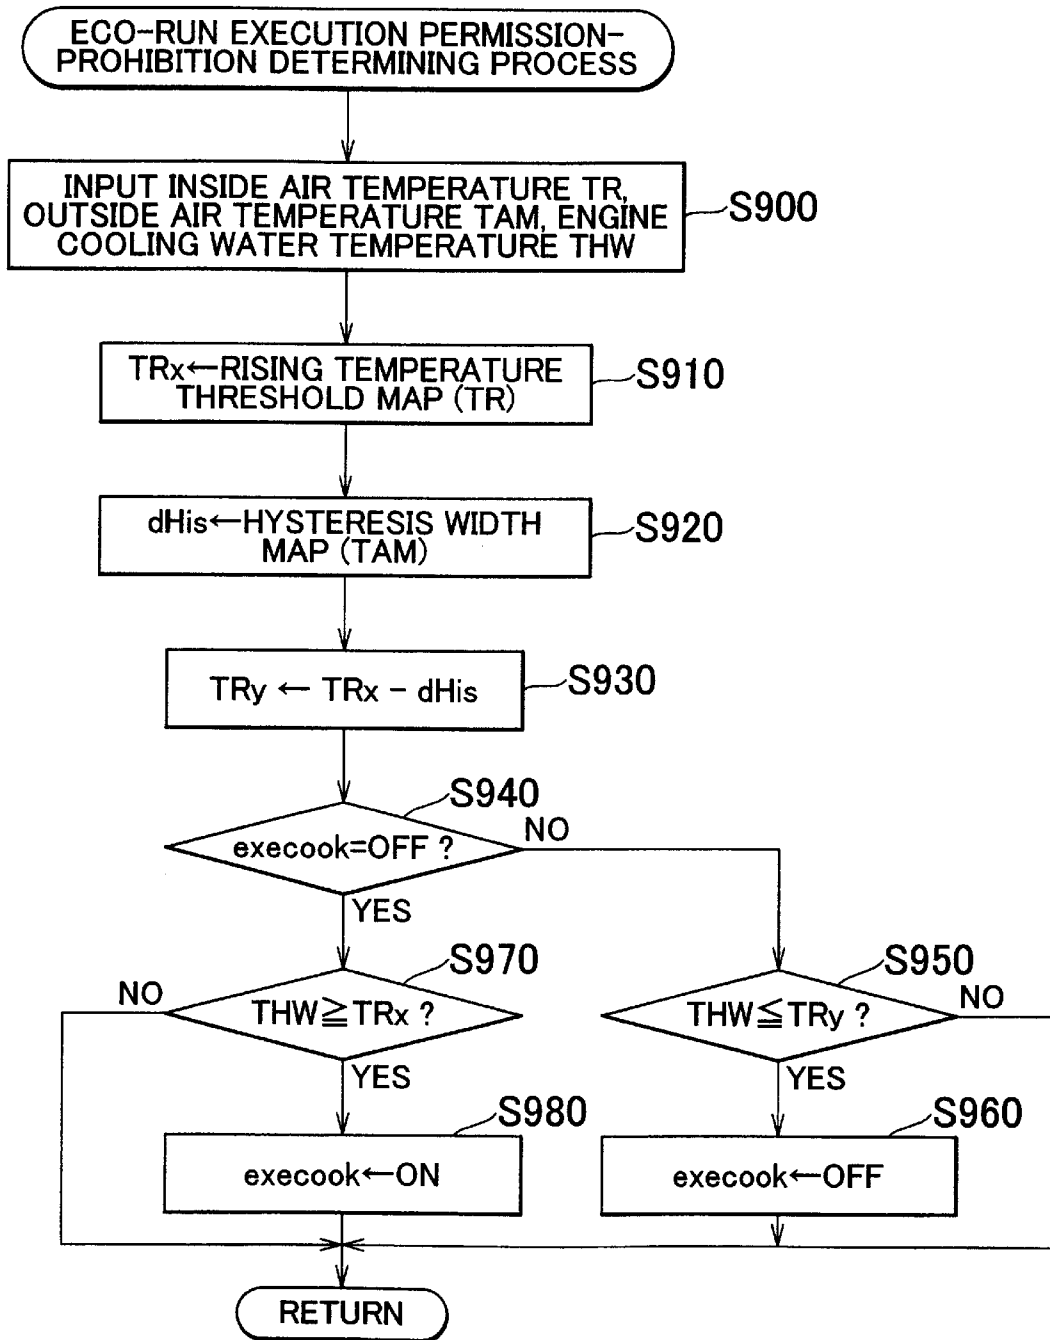 ECO-RUN EXECUTION PERMISSION-
PROHIBITION DETERMINING PROCESS
INPUT INSIDE AIR TEMPERATURE TR,
OUTSIDE AIR TEMPERATURE TAM, ENGINE
COOLING WATER TEMPERATURE THW
S900
TRx←RISING TEMPERATURE
THRESHOLD MAP (TR)
S910
dHis←HYSTERESIS WIDTH
MAP (TAM)
S920
TRy ← TRx - dHis
S930
S940
execook=OFF ?
NO
YES
S970
THW≧TRx ?
NO
YES
S950
THW≦TRy ?
NO
YES
S980
execook←ON
S960
execook←OFF
RETURN